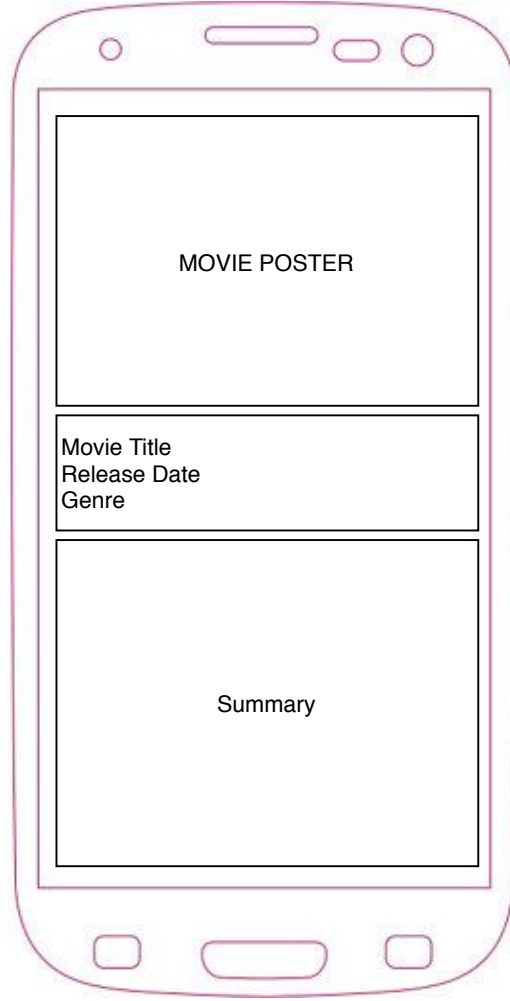 MOVIE POSTER
Movie Title
Release Date
Genre
Summary